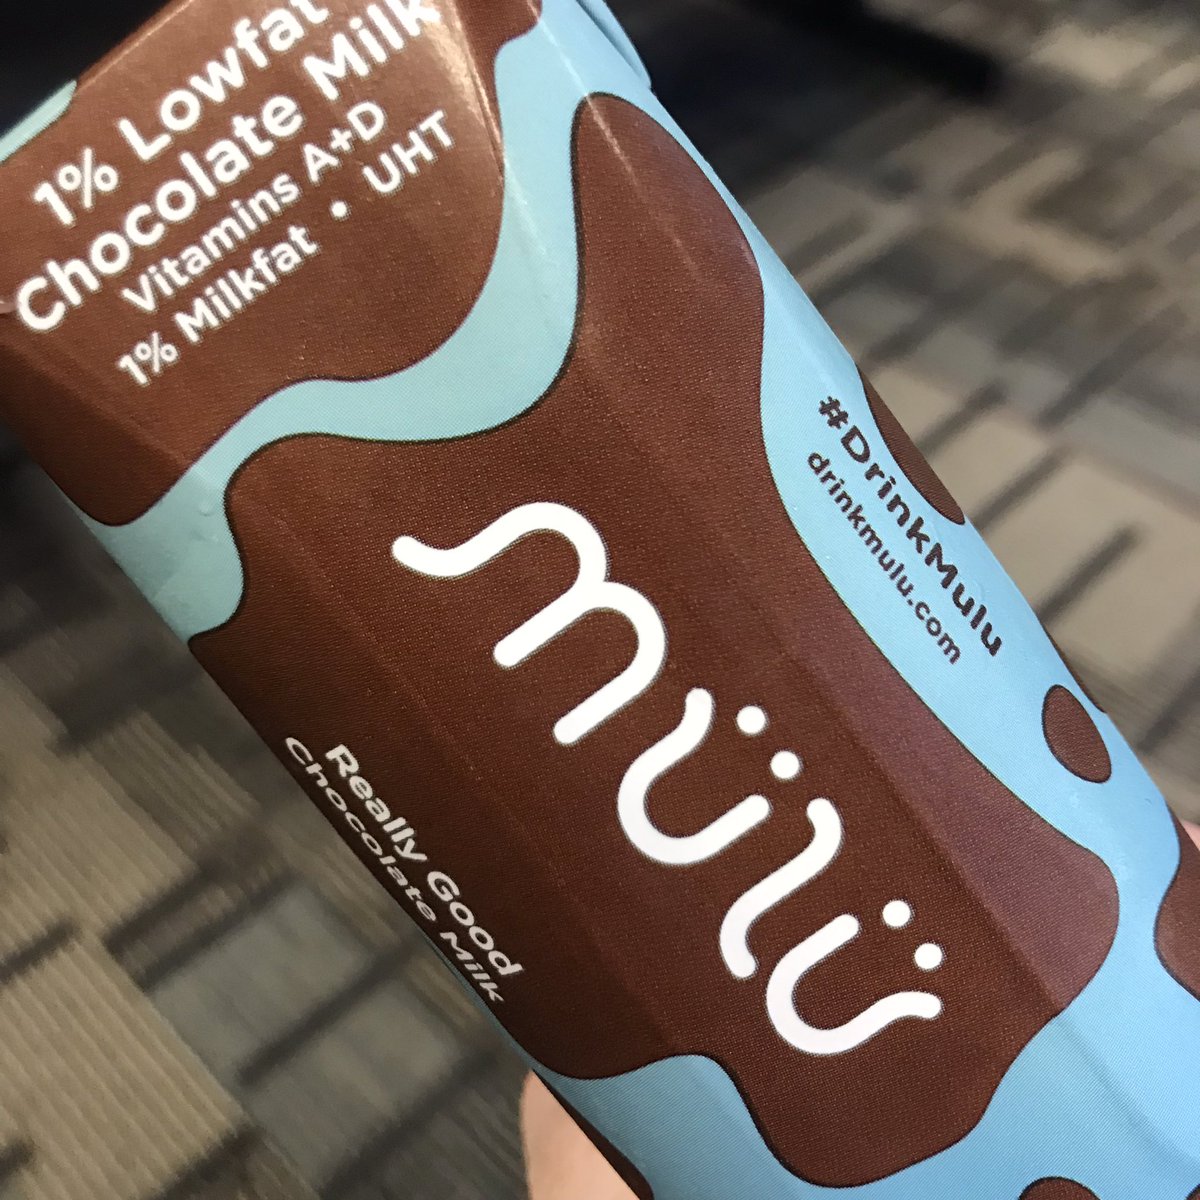 1% Lowfat
Chocolate Milk
Vitamins A+D
1% Milkfat • UHT
#DrinkMulu
drinkmulu.com
mülü
Really Good
Chocolate Milk